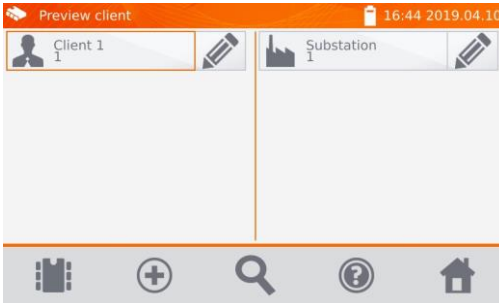 Preview client
16:44 2019.04.10
Client 1
1
Substation
1